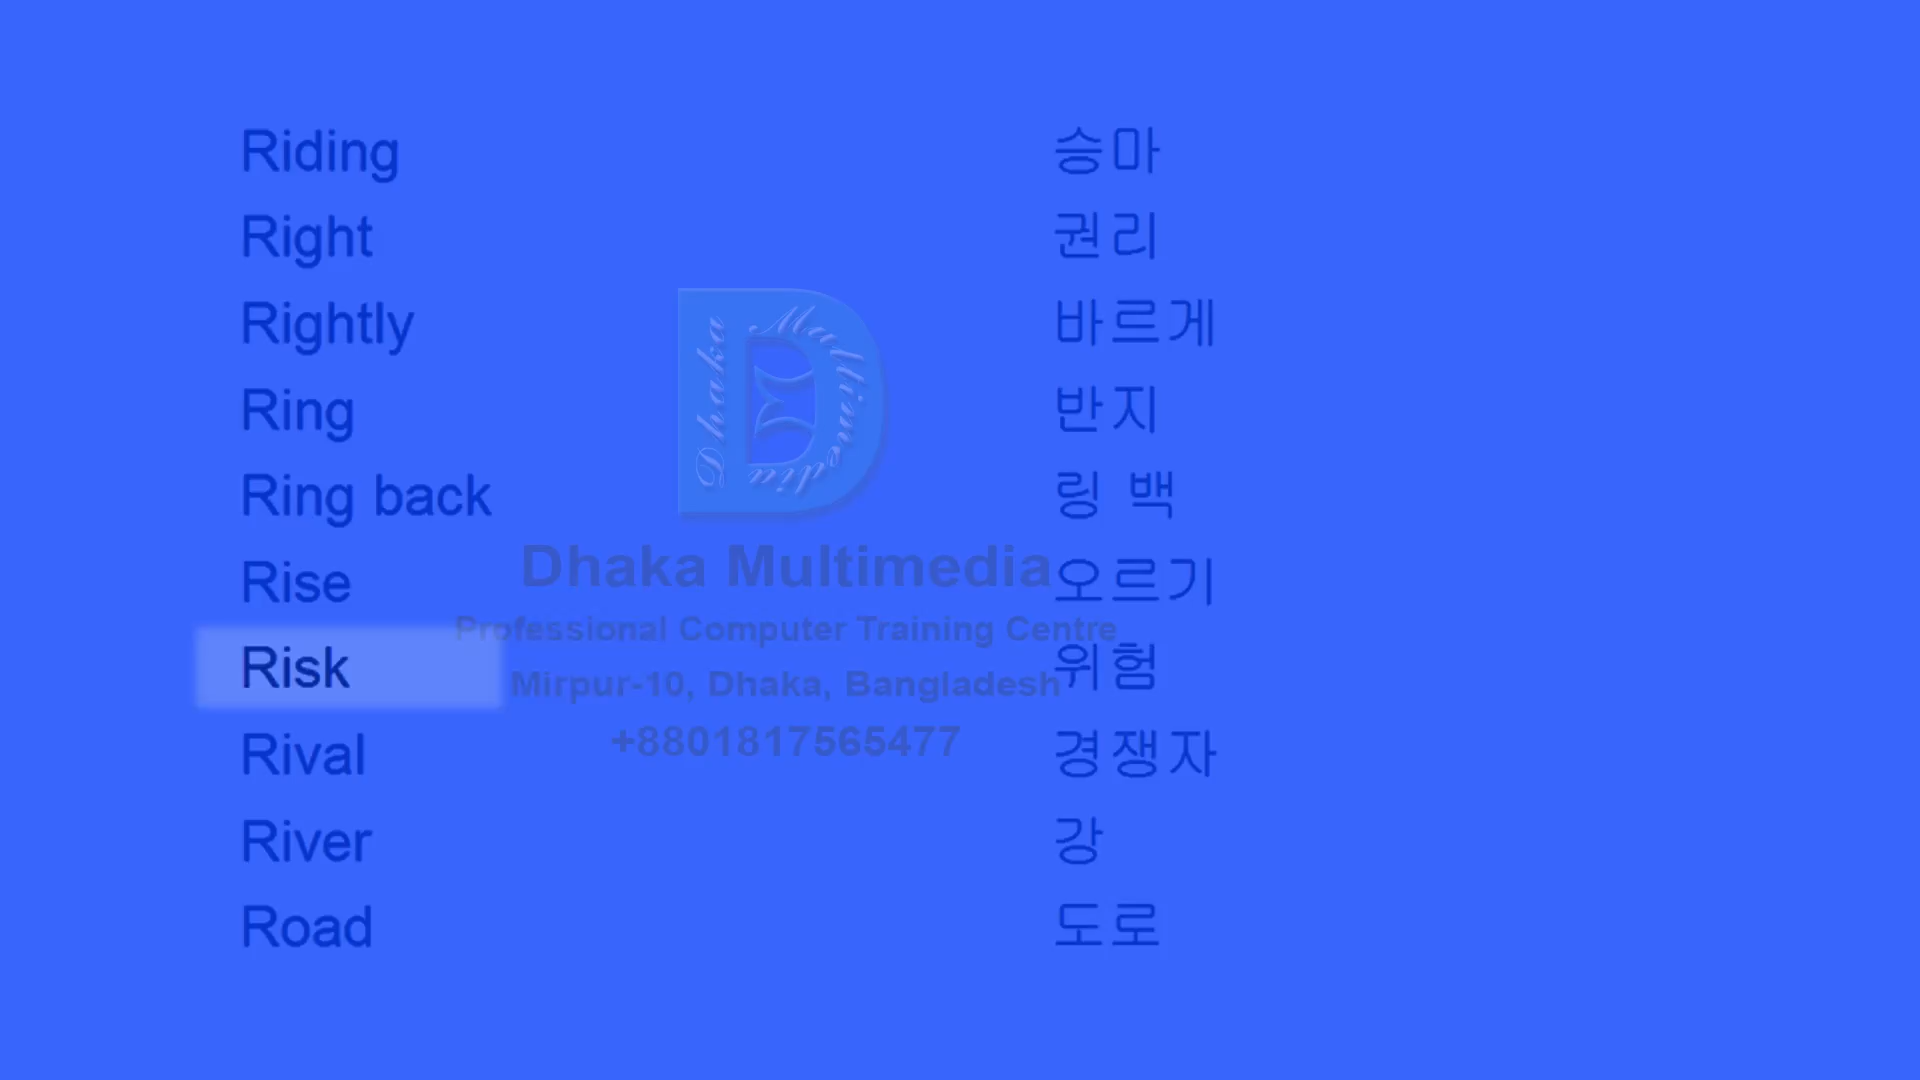 Riding 승마
Right 권리
Rightly 바르게
Ring 반지
Ring back 링 백
Rise 오르기
Risk 위험
Rival 경쟁자
River 강
Road 도로
Dhaka Multimedia
Dhaka Multimedia
Professional Computer Training Centre
Mirpur-10, Dhaka, Bangladesh
+8801817565477